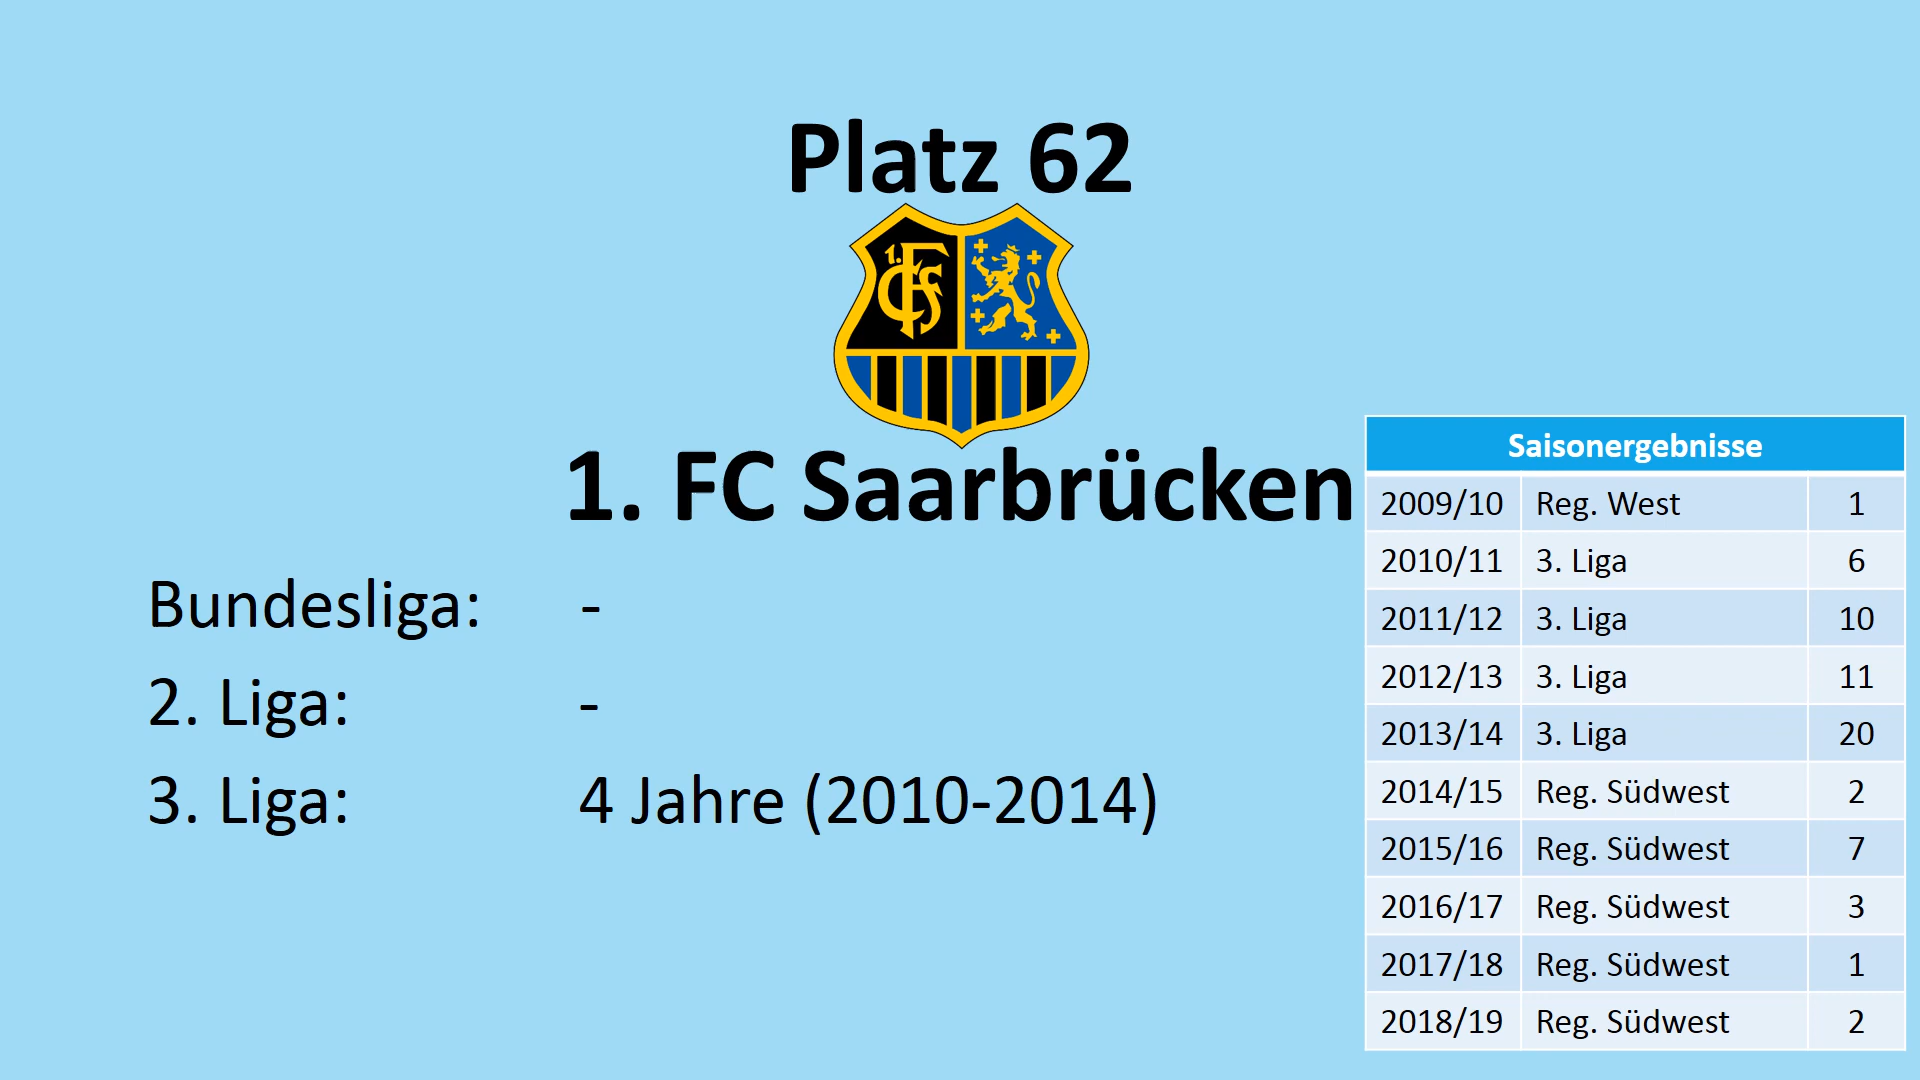 Platz 62
1. FC
1. FC Saarbrücken
Bundesliga: -
2. Liga: -
3. Liga: 4 Jahre (2010-2014)
Saisonergebnisse
2009/10 Reg. West 1
2010/11 3. Liga 6
2011/12 3. Liga 10
2012/13 3. Liga 11
2013/14 3. Liga 20
2014/15 Reg. Südwest 2
2015/16 Reg. Südwest 7
2016/17 Reg. Südwest 3
2017/18 Reg. Südwest 1
2018/19 Reg. Südwest 2